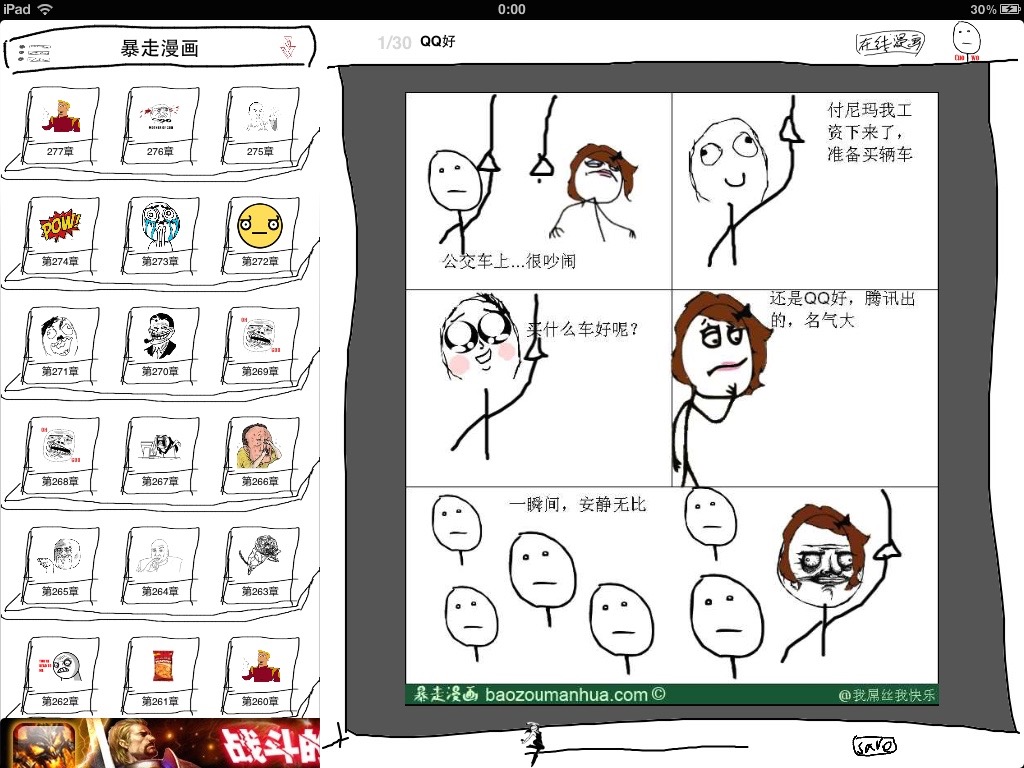 iPad
0:00
30%
暴走漫画
1/30
QQ好
在线漫画
277章
276章
275章
第274章
第273章
第272章
第271章
第270章
第269章
第268章
第267章
第266章
第265章
第264章
第263章
第262章
第261章
第260章
POW!
公交车上...很吵闹
付尼玛我工
资下来了，
准备买辆车
买什么车好呢?
还是QQ好，腾讯出
的，名气大
一瞬间，安静无比
暴走漫画 baozoumanhua.com ©
@我屌丝我快乐
战斗的
save